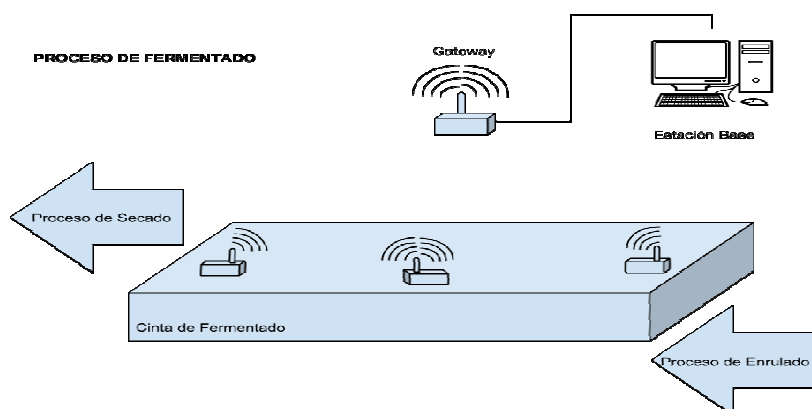 Gateway
PROCESO DE FERMENTADO
Estación Base
Proceso de Secado
Cinta de Fermentado
Proceso de Enrulado